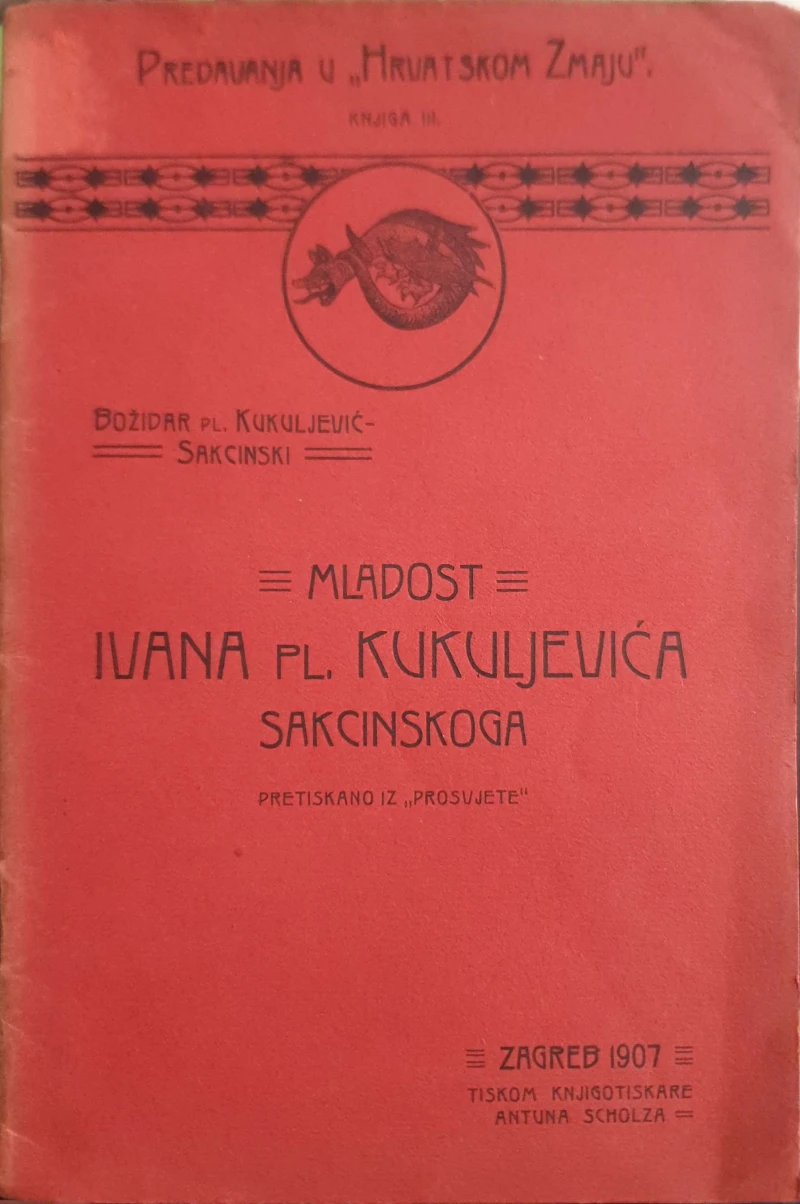 PREDAVANJA U „HRVATSKOM ZMAJU".
KNJIGA III.
BOŽIDAR PL. KUKULJEVIĆ-
SAKCINSKI
MLADOST
IVANA PL. KUKULJEVIĆA
SAKCINSKOGA
PRETISKANO IZ „PROSVJETE"
ZAGREB 1907
TISKOM KNJIGOTISKARE
ANTUNA SCHOLZA